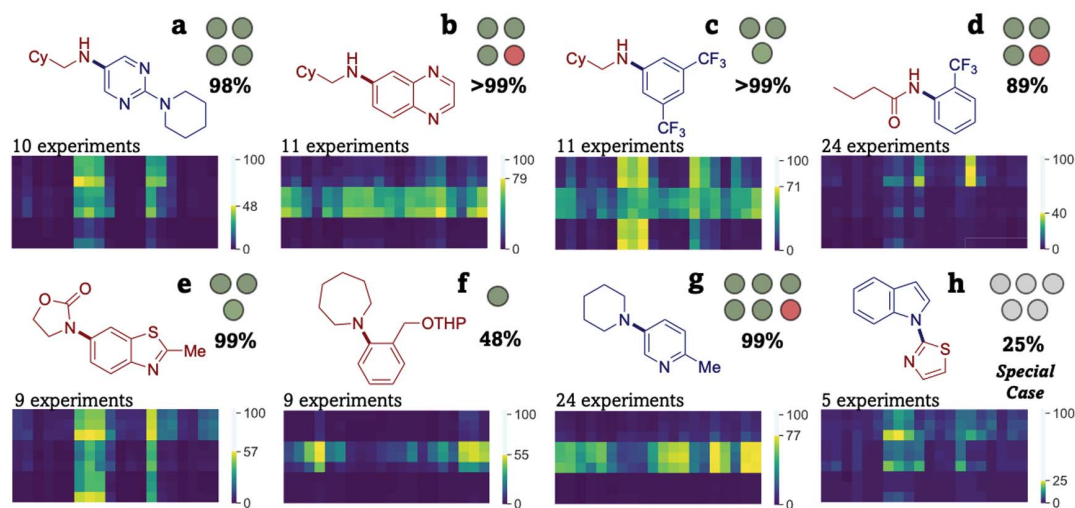 a
98%
H
Cy N
N
N
N
10 experiments
100
48
0
b
>99%
H
Cy N
N
N
11 experiments
100
79
0
c
>99%
H
Cy N
CF3
CF3
11 experiments
100
71
0
d
89%
CF3
H
N
O
24 experiments
100
40
0
e
99%
O
O
N
S
Me
N
9 experiments
100
57
0
f
48%
N
OTHP
9 experiments
100
55
0
g
99%
N
N Me
24 experiments
100
77
0
h
25%
Special
Case
N
N S
5 experiments
100
25
0